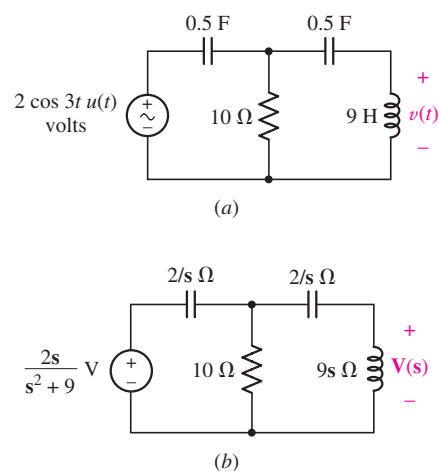 0.5 F 0.5 F
+
2 cos 3t u(t)
volts
+
−
10 Ω
9 H
v(t)
−
(a)
2/s Ω 2/s Ω
+
2s
s² + 9
V
+
−
10 Ω
9s Ω
V(s)
−
(b)